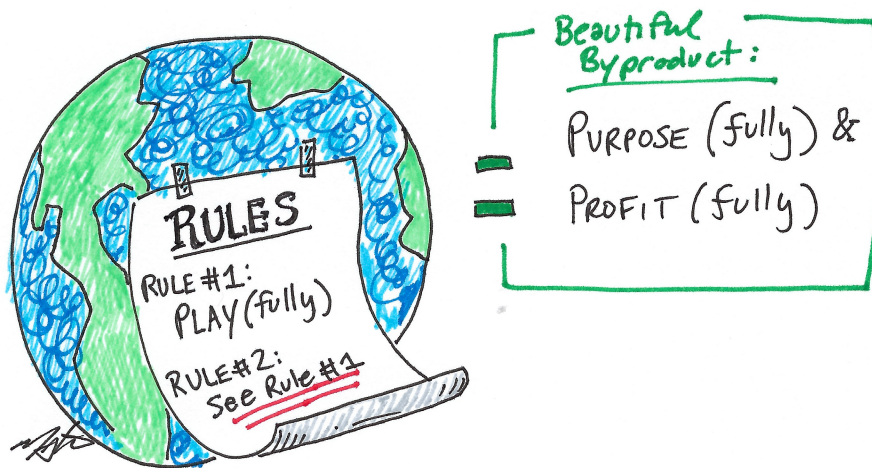 RULES
RULE #1:
PLAY (fully)
RULE #2:
See Rule #1
Beautiful
Byproduct:
=
PURPOSE (fully) &
PROFIT (fully)